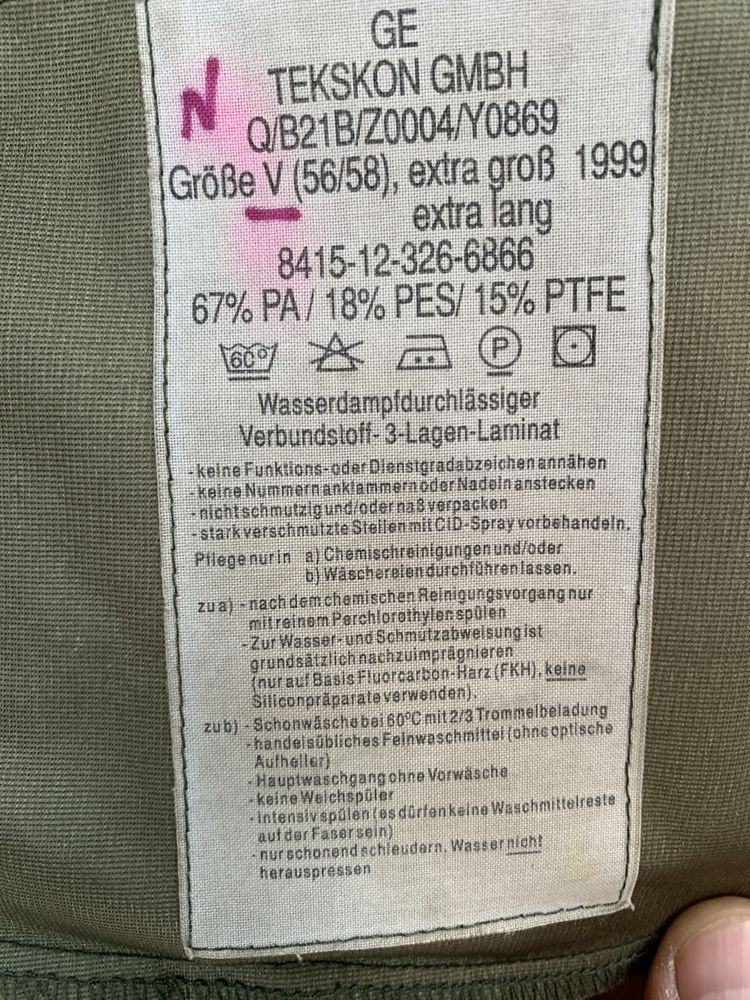 GE
N
TEKSKON GMBH
Q/B21B/Z0004/Y0869
Größe V (56/58), extra groß 1999
extra lang
8415-12-326-6866
67% PA/ 18% PES/ 15% PTFE
60° P
Wasserdampfdurchlässiger
Verbundstoff- 3-Lagen-Laminat
-keine Funktions-oder Dienstgradabzeichen annähen
-keine Nummern anklammern oder Nadeln anstecken
-nicht schmutzig und/oder naß verpacken
-stark verschmutzte Stellen mit CID-Spray vorbehandeln.
Pflege nur in a) Chemischreinigungen und/oder
b) Wäschereien durchführen lassen.
zu a) -nach dem chemischen Reinigungsvorgang nur
mit reinem Perchlorethylen spülen
-Zur Wasser-und Schmutzabweisung ist
grundsätzlich nachzuimprägnieren
(nur auf Basis Fluorcarbon-Harz (FKH), keine
Siliconpräparate verwenden).
zu b) -Schonwäsche bei 60°C mit 2/3 Trommelbeladung
-handelsübliches Feinwaschmittel (ohne optische
Aufheller)
-Hauptwaschgang ohne Vorwäsche
-keine Weichspüler
-Intensiv spülen (es dürfen keine Waschmittelreste
auf der Faser sein)
-nur schonend schleudern, Wasser nicht
herauspressen